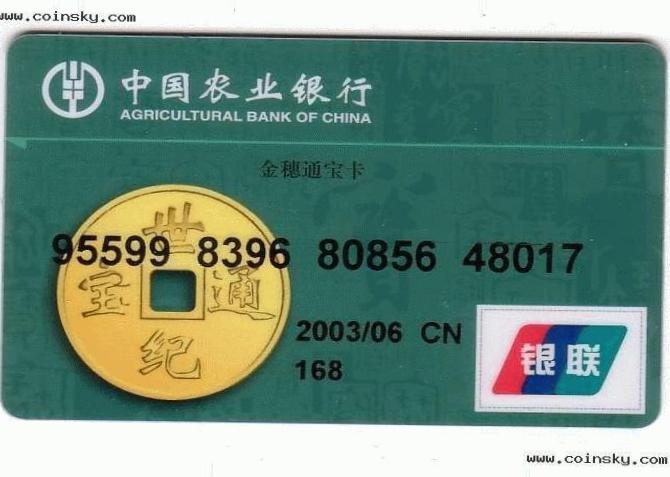 www.coinsky.com
中国农业银行
AGRICULTURAL BANK OF CHINA
金穗通宝卡
95599 8396 80856 48017
世
宝 通
纪
2003/06 CN
168
银联
www.coinsky.com